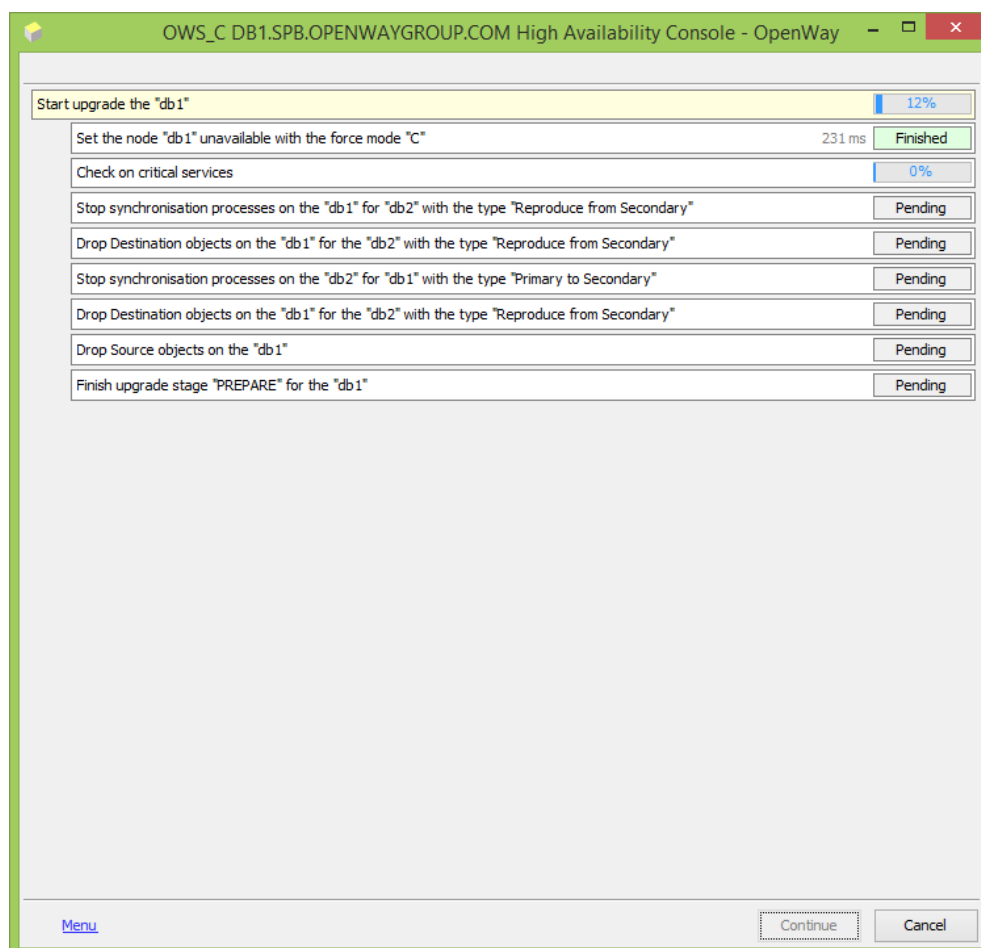 OWS_C DB1.SPB.OPENWAYGROUP.COM High Availability Console - OpenWay
Start upgrade the "db1" 12%
Set the node "db1" unavailable with the force mode "C" 231 ms Finished
Check on critical services 0%
Stop synchronisation processes on the "db1" for "db2" with the type "Reproduce from Secondary" Pending
Drop Destination objects on the "db1" for the "db2" with the type "Reproduce from Secondary" Pending
Stop synchronisation processes on the "db2" for "db1" with the type "Primary to Secondary" Pending
Drop Destination objects on the "db1" for the "db2" with the type "Reproduce from Secondary" Pending
Drop Source objects on the "db1" Pending
Finish upgrade stage "PREPARE" for the "db1" Pending
Menu Continue Cancel